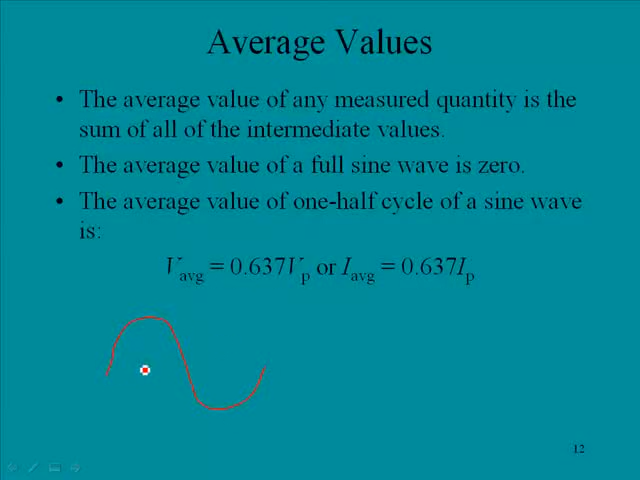 Average Values
• The average value of any measured quantity is the
sum of all of the intermediate values.
• The average value of a full sine wave is zero.
• The average value of one-half cycle of a sine wave
is:
Vavg = 0.637Vp or Iavg = 0.637Ip
12